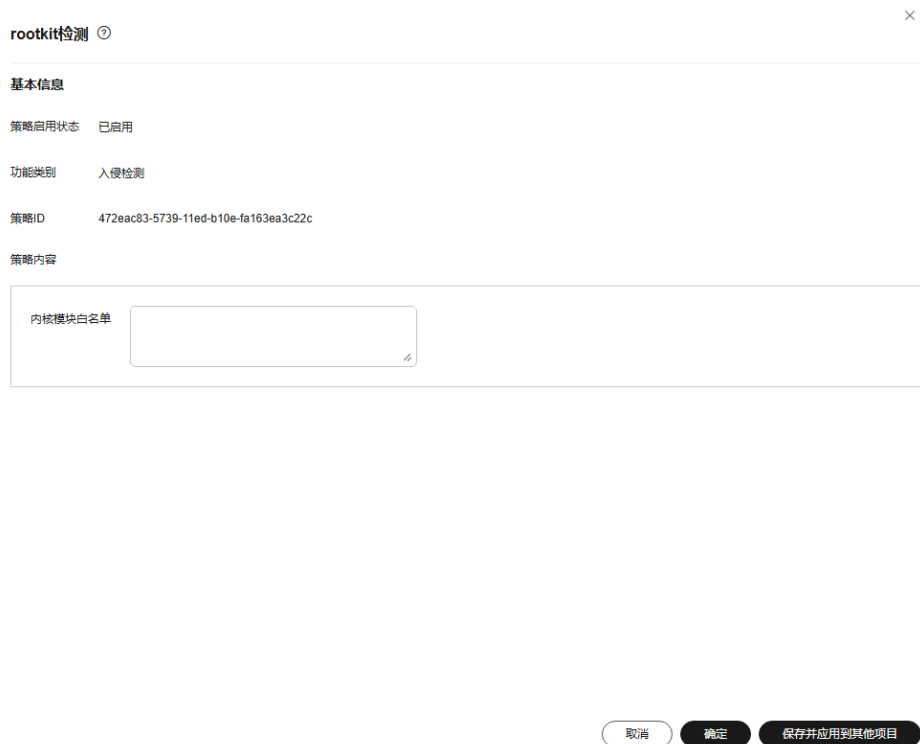 rootkit检测
基本信息
策略启用状态 已启用
功能类别 入侵检测
策略ID 472eac83-5739-11ed-b10e-fa163ea3c22c
策略内容
内核模块白名单
取消 确定 保存并应用到其他项目